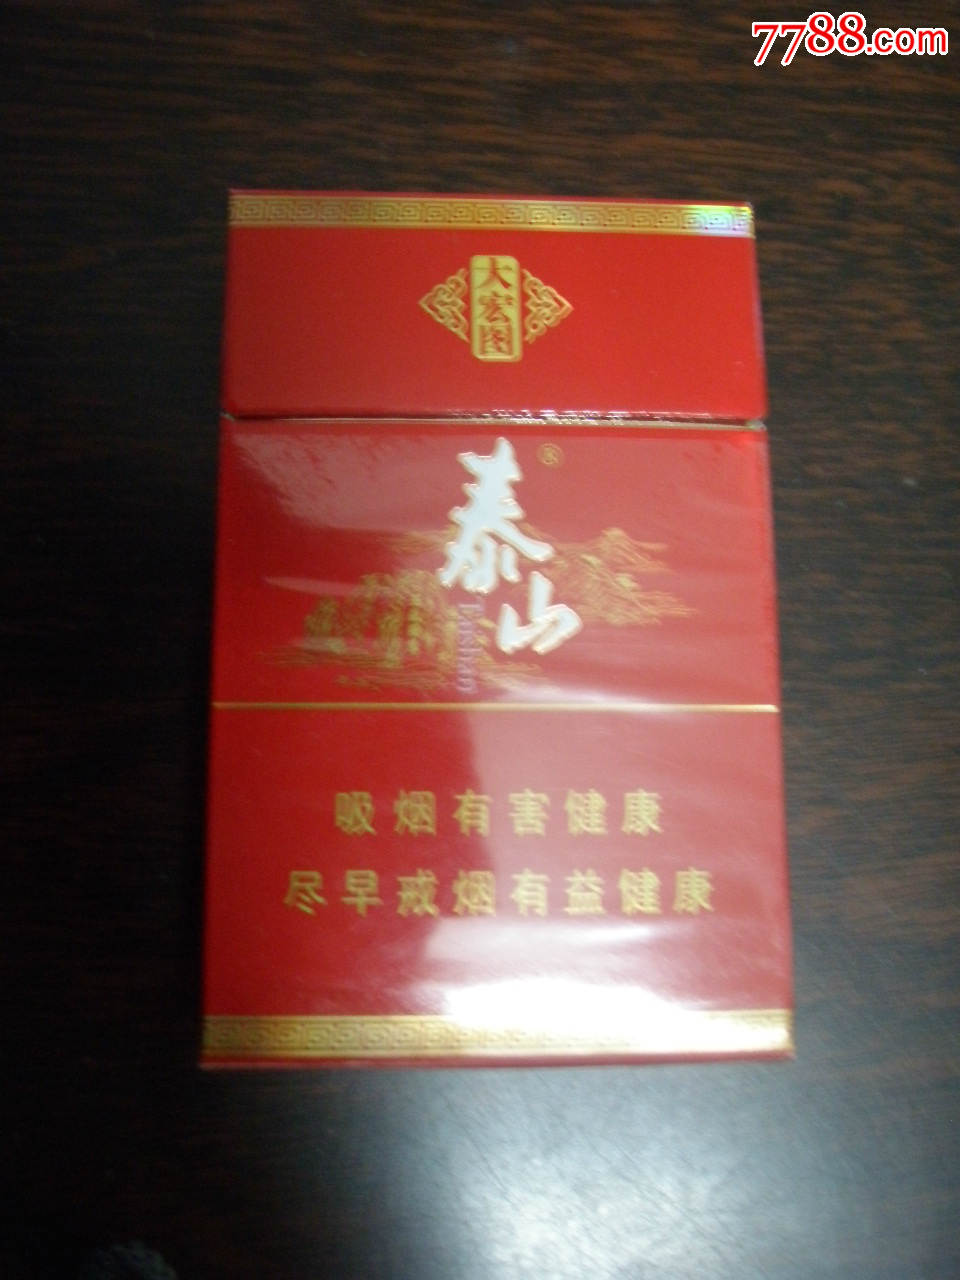 7788.com
大宏图
泰山®
Taishan
吸烟有害健康
尽早戒烟有益健康